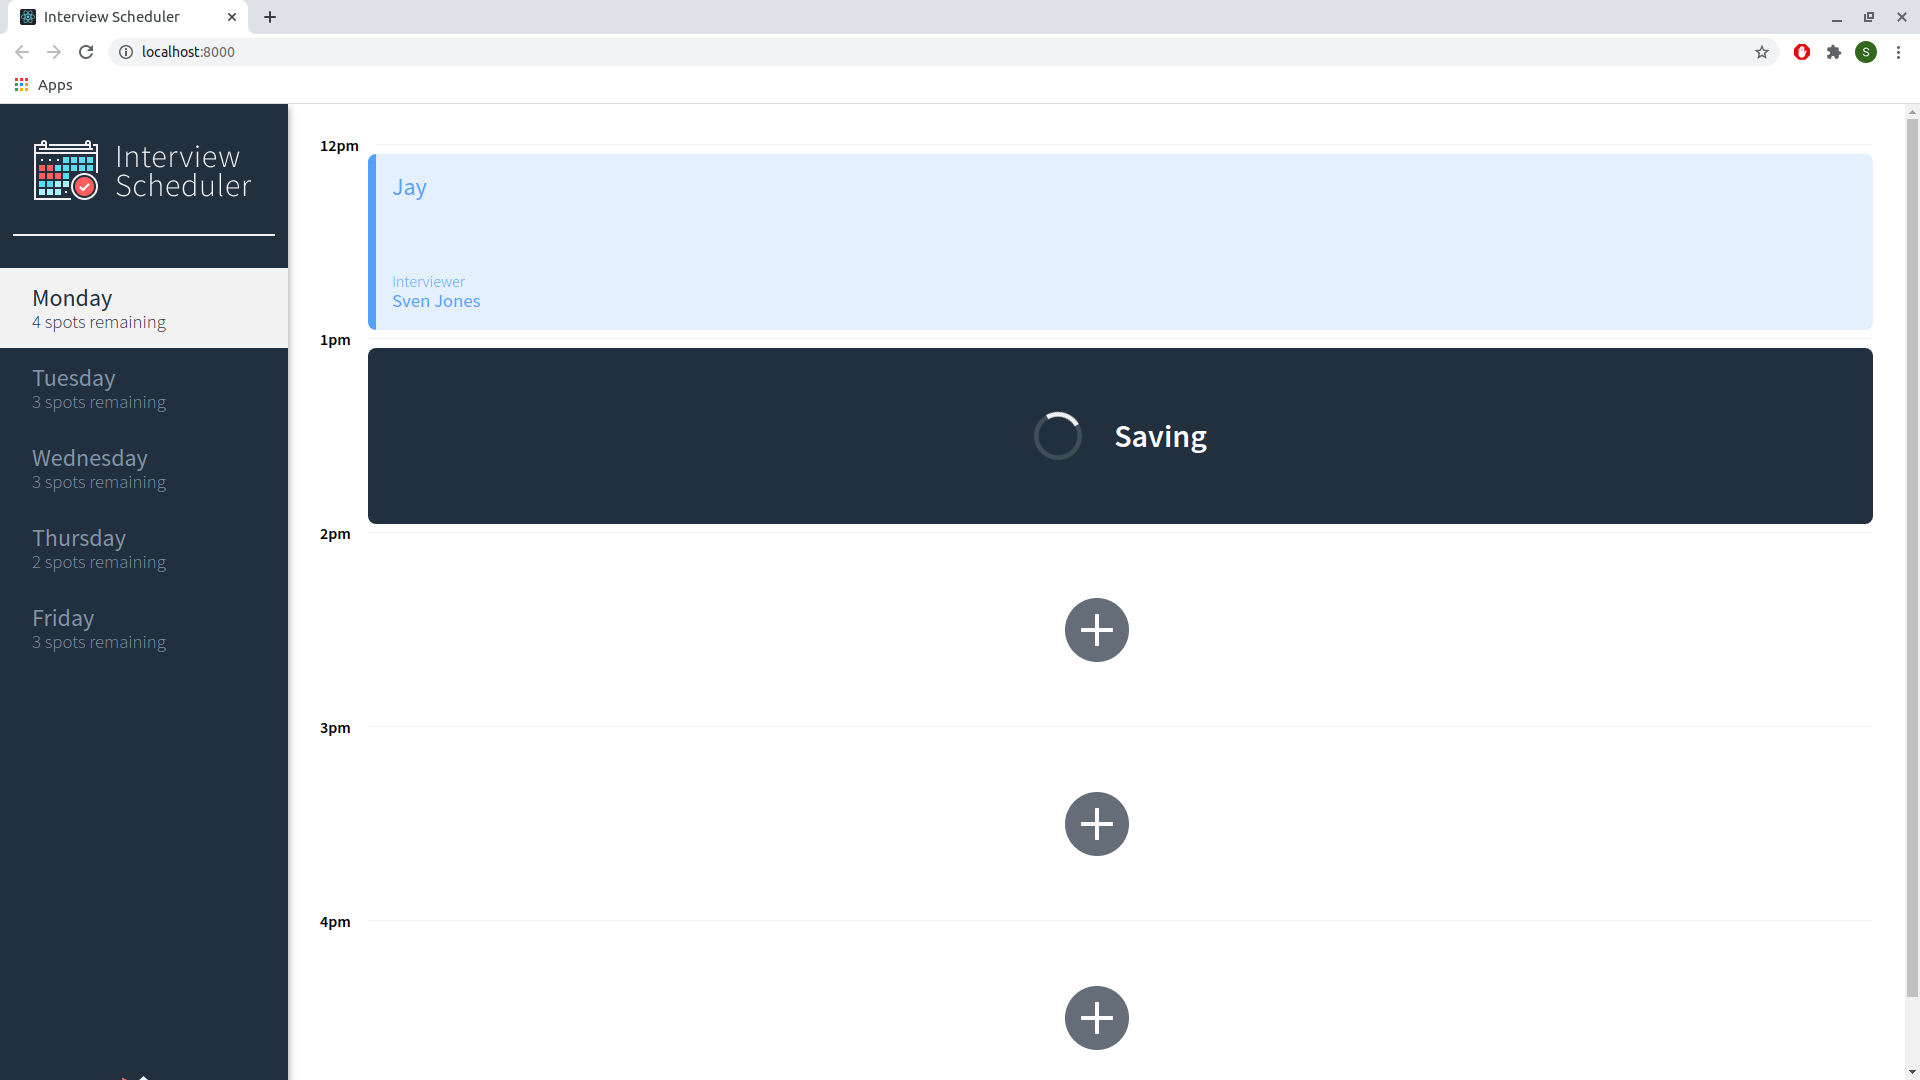 Interview Scheduler
localhost:8000
S
Apps
Interview
Scheduler
Monday
4 spots remaining
Tuesday
3 spots remaining
Wednesday
3 spots remaining
Thursday
2 spots remaining
Friday
3 spots remaining
12pm
Jay
Interviewer
Sven Jones
1pm
Saving
2pm
3pm
4pm